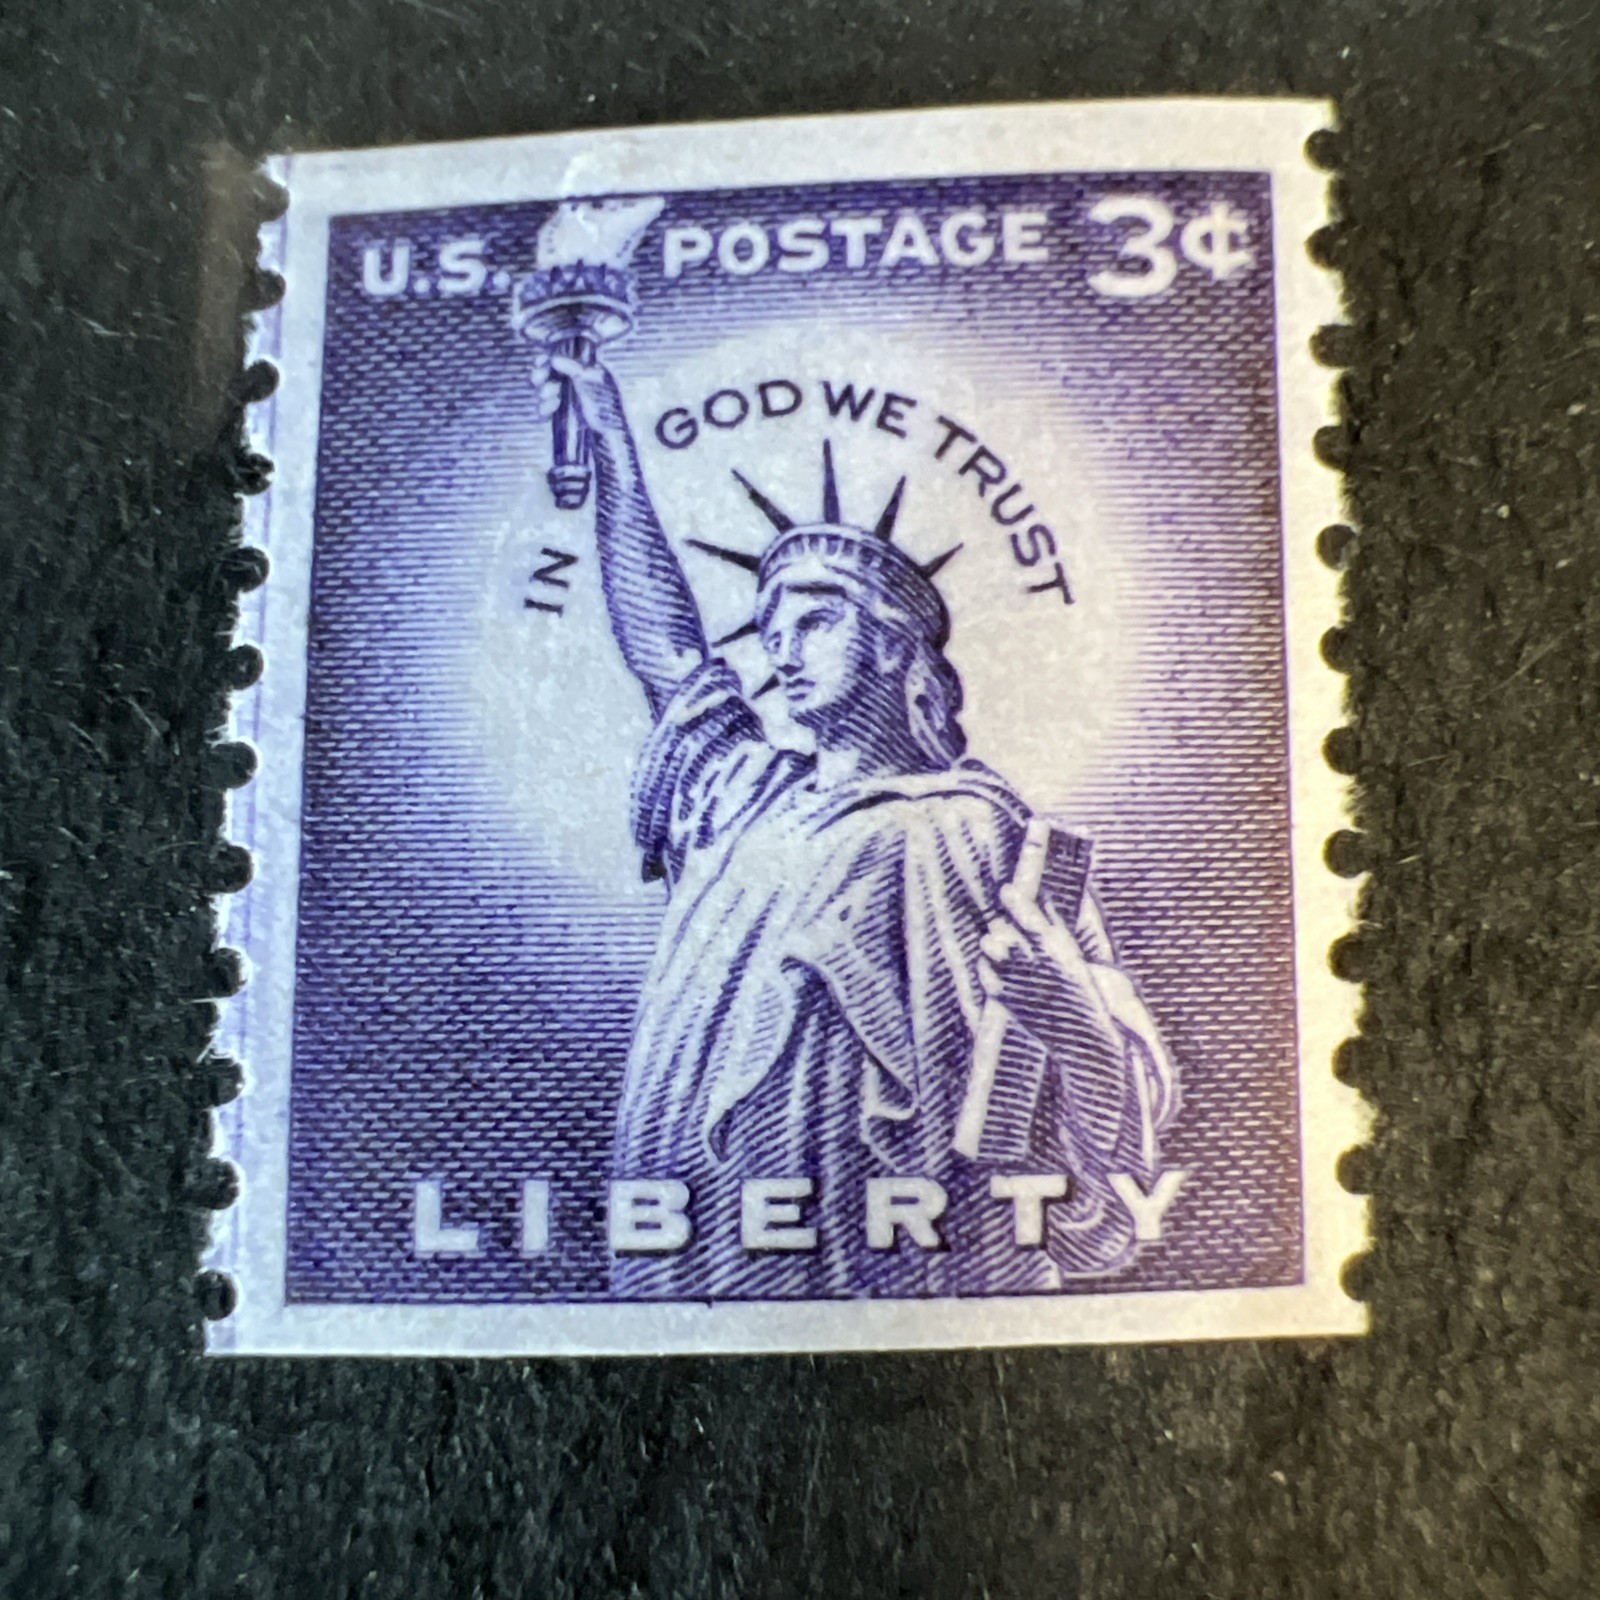 U.S. POSTAGE 3¢
IN GOD WE TRUST
LIBERTY